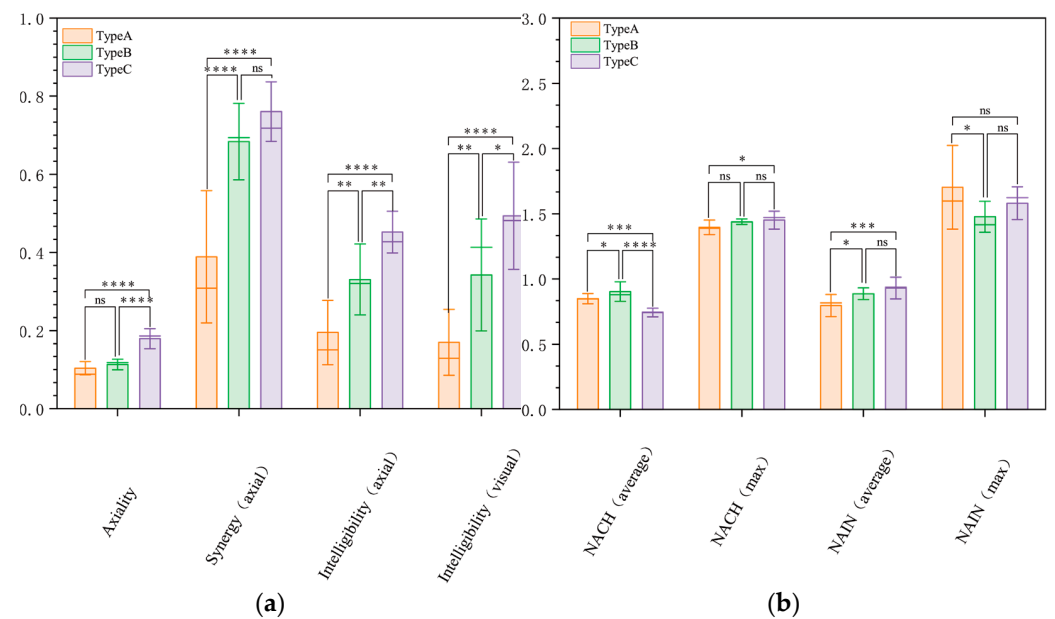 1.0
0.8
0.6
0.4
0.2
0.0
TypeA
TypeB
TypeC
****
ns
****
****
****
ns
****
**
**
****
**
*
Axiality
Synergy (axial)
Intelligibility (axial)
Intelligibility (visual)
(a)
3.0
2.5
2.0
1.5
1.0
0.5
0.0
TypeA
TypeB
TypeC
***
*
****
*
ns
ns
***
*
ns
ns
*
ns
NACH (average)
NACH (max)
NAIN (average)
NAIN (max)
(b)